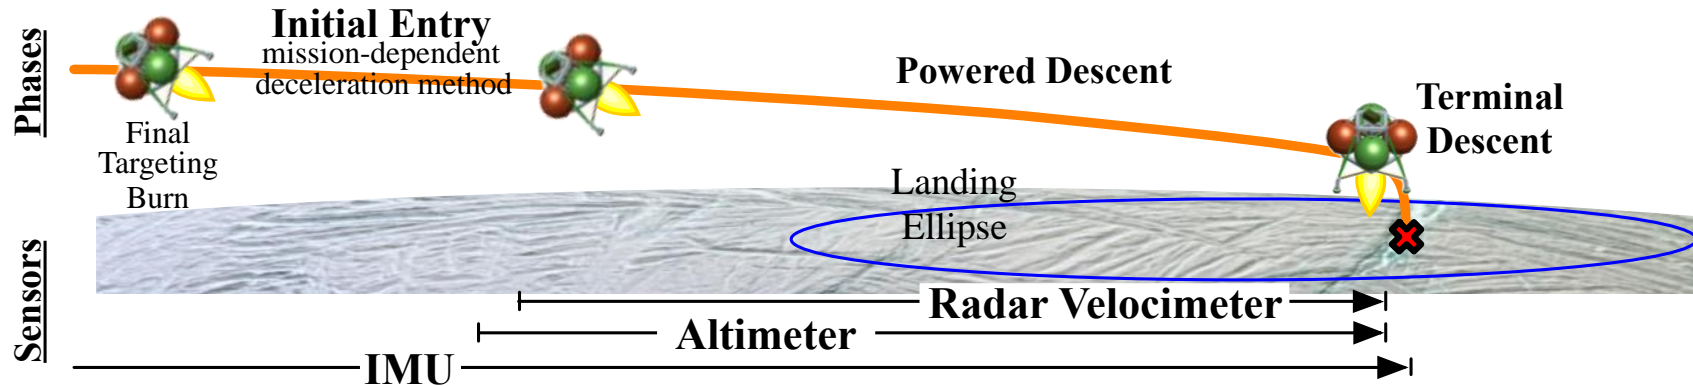 Phases
Initial Entry
mission-dependent
deceleration method
Final
Targeting
Burn
Powered Descent
Terminal
Descent
Landing
Ellipse
Sensors
Radar Velocimeter
Altimeter
IMU